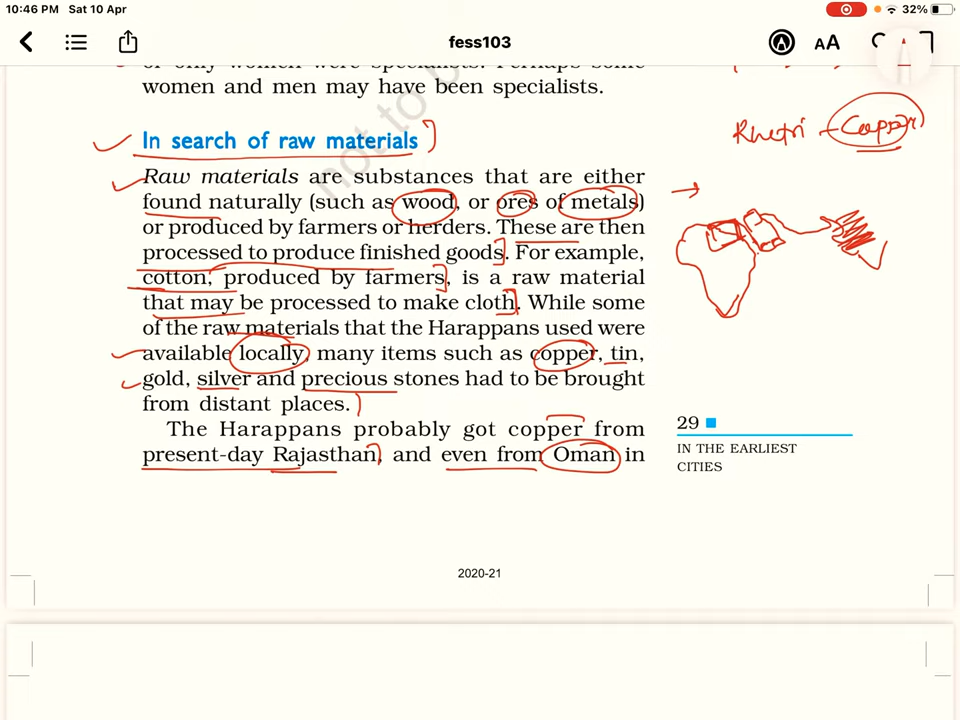 10:46 PM Sat 10 Apr
32%
fess103
AA
women and men may have been specialists.
not to b
Khetri - Copper
In search of raw materials
Raw materials are substances that are either
found naturally (such as wood, or ores of metals)
or produced by farmers or herders. These are then
processed to produce finished goods. For example,
cotton, produced by farmers, is a raw material
that may be processed to make cloth. While some
of the raw materials that the Harappans used were
available locally, many items such as copper, tin,
gold, silver and precious stones had to be brought
from distant places.
The Harappans probably got copper from
present-day Rajasthan, and even from Oman in
29
IN THE EARLIEST
CITIES
2020-21